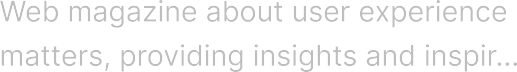 Web magazine about user experience
matters, providing insights and inspir...